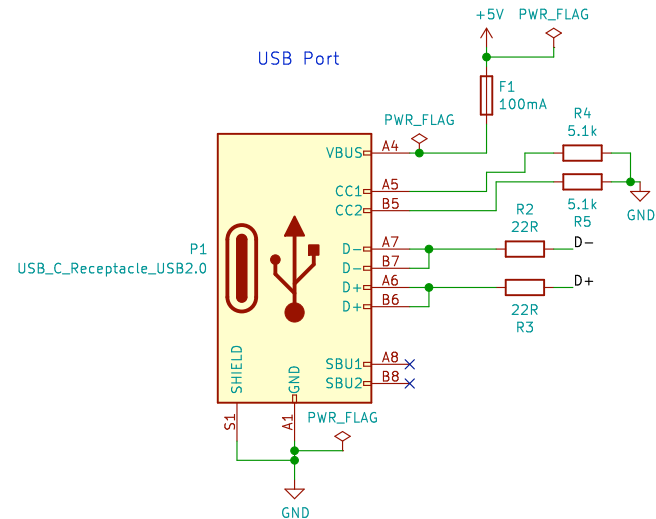 +5V PWR_FLAG
USB Port
F1
100mA
PWR_FLAG
R4
5.1k
VBUS A4
CC1 A5
CC2 B5
5.1k
R5
GND
R2
22R
P1
USB_C_Receptacle_USB2.0
D- A7
D-
D- B7
D+ A6
D+
D+ B6
22R
R3
SBU1 A8
SBU2 B8
SHIELD
GND
S1
A1
PWR_FLAG
GND